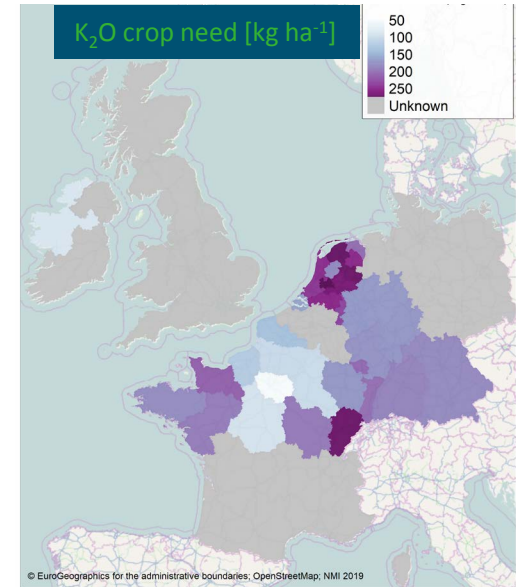 K₂O crop need [kg ha⁻¹]
50
100
150
200
250
Unknown
© EuroGeographics for the administrative boundaries; OpenStreetMap; NMI 2019